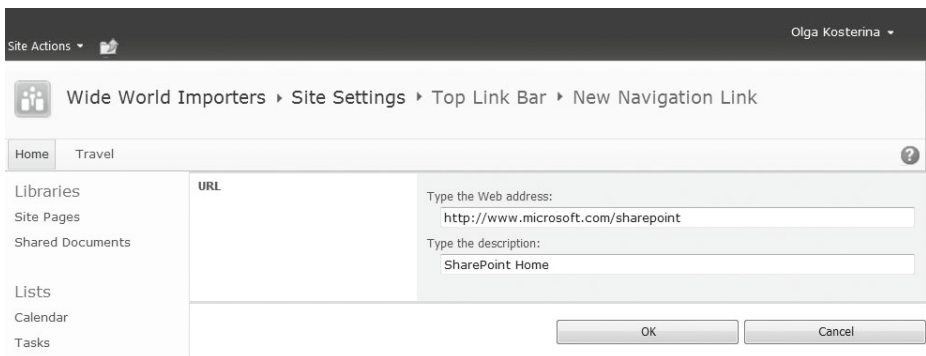 Olga Kosterina
Site Actions
Wide World Importers Site Settings Top Link Bar New Navigation Link
Home Travel
Libraries
Site Pages
Shared Documents
Lists
Calendar
Tasks
URL
Type the Web address:
http://www.microsoft.com/sharepoint
Type the description:
SharePoint Home
OK Cancel